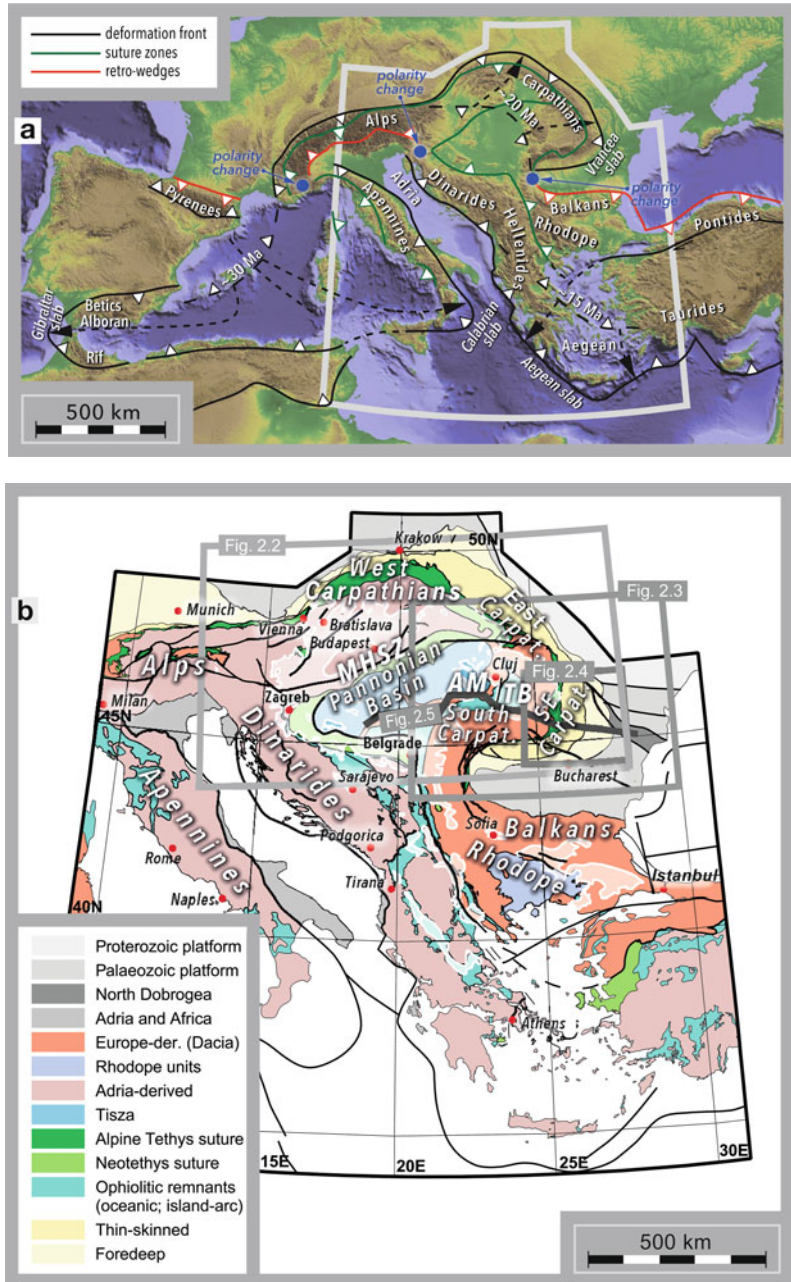 deformation front
suture zones
retro-wedges
a
polarity
change
polarity
change
polarity
change
Alps
~20 Ma
Carpathians
Vrancea
slab
Pyrenees
Adria
Apennines
Dinarides
Hellenides
Balkans
Rhodope
Pontides
~30 Ma
~15 Ma
Taurides
Gibraltar
slab
Betics
Alboran
Rif
Calabrian
slab
Aegean
Aegean slab
500 km
b
Fig. 2.2
Krakow
50N
West
Carpathians
East
Carpat.
Fig. 2.3
Munich
Vienna
Bratislava
Budapest
MHSZ
Pannonian
Basin
Cluj
Fig. 2.4
Alps
AM
TB
SE
Carpat.
Milan
45N
Zagreb
Fig. 2.5
South
Carpat.
Belgrade
Dinarides
Sarajevo
Bucharest
Apennines
Sofia
Balkans
Podgorica
Rhodope
Rome
Istanbul
Tirana
40N
Naples
Athens
15E
20E
25E
30E
Proterozoic platform
Palaeozoic platform
North Dobrogea
Adria and Africa
Europe-der. (Dacia)
Rhodope units
Adria-derived
Tisza
Alpine Tethys suture
Neotethys suture
Ophiolitic remnants
(oceanic; island-arc)
Thin-skinned
Foredeep
500 km